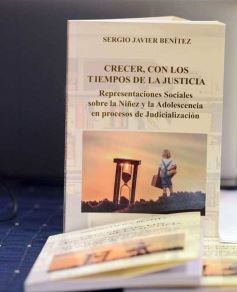 SERGIO JAVIER BENÍTEZ
CRECER, CON LOS
TIEMPOS DE LA JUSTICIA
Representaciones Sociales
sobre la Niñez y la Adolescencia
en procesos de Judicialización